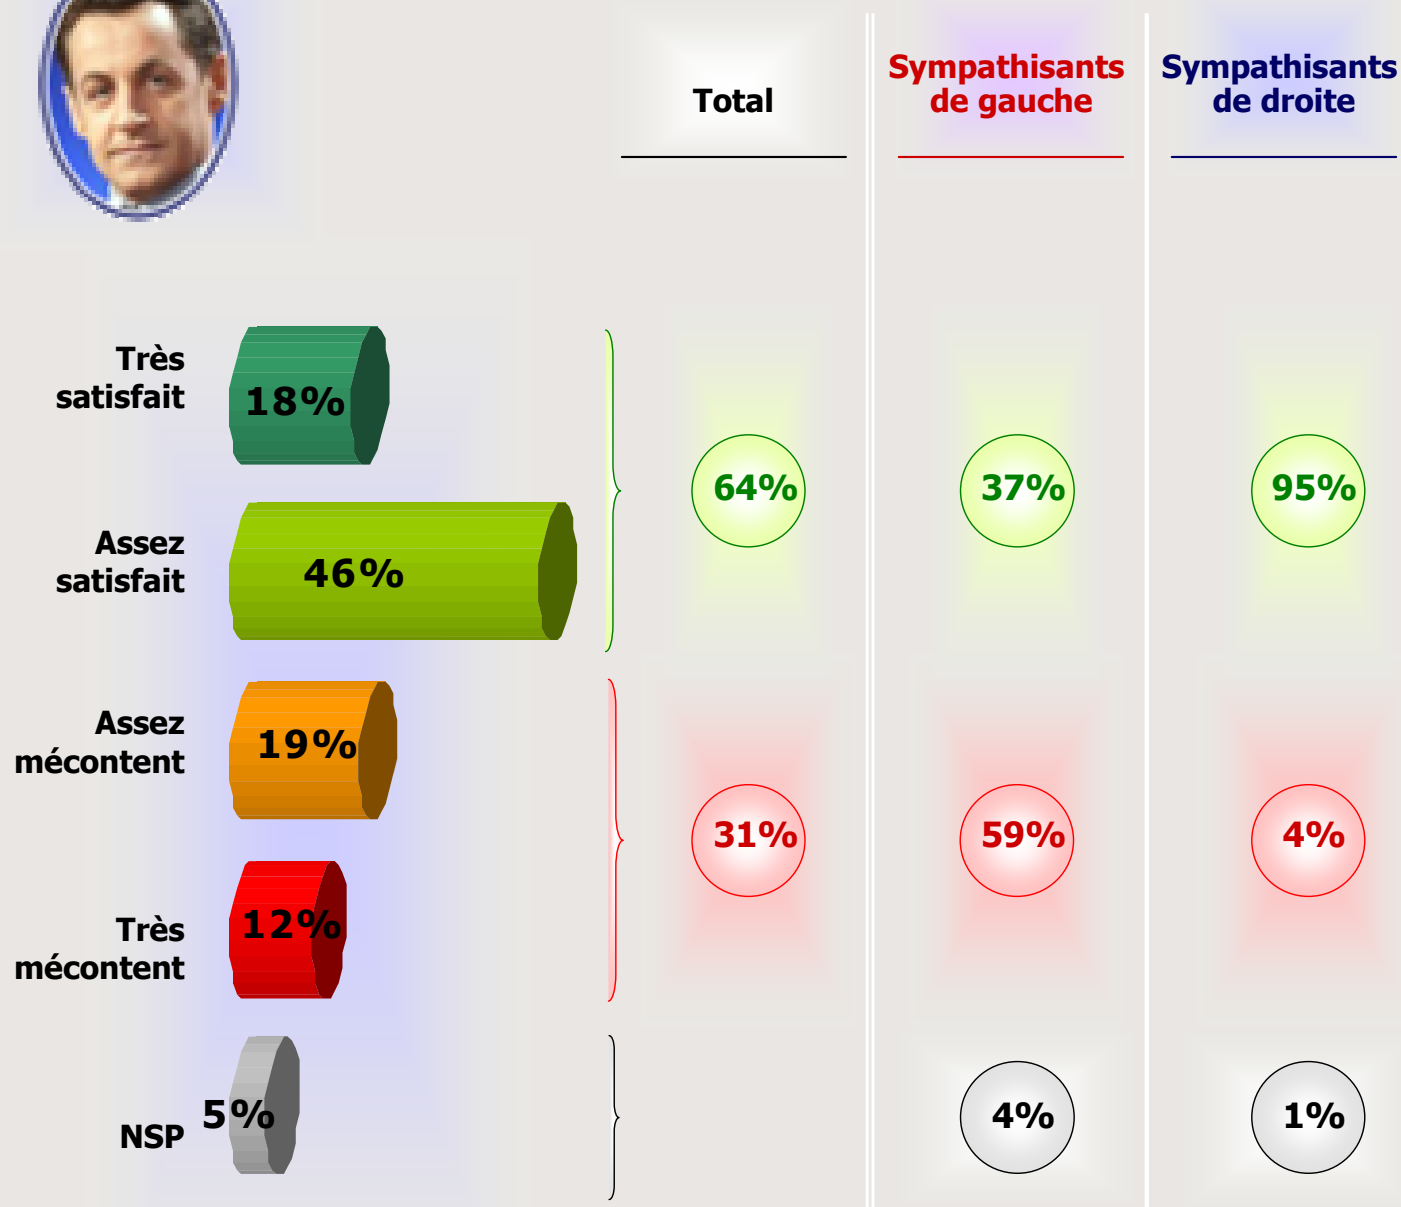 Total
Sympathisants
de gauche
Sympathisants
de droite
Très
satisfait
18%
64%
37%
95%
Assez
satisfait
46%
Assez
mécontent
19%
31%
59%
4%
Très
mécontent
12%
NSP
5%
4%
1%